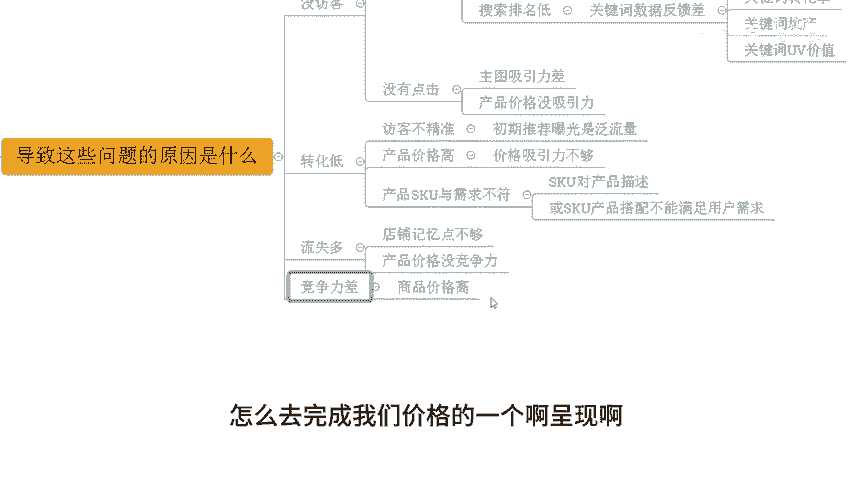 没访客
搜索排名低
关键词数据反馈差
关键词坑产
关键词UV价值
没有点击
主图吸引力差
产品价格没吸引力
导致这些问题的原因是什么
转化低
访客不精准
初期推荐曝光是泛流量
产品价格高
价格吸引力不够
产品SKU与需求不符
SKU对产品描述
或SKU产品搭配不能满足用户需求
流失多
店铺记忆点不够
产品价格没竞争力
竞争力差
商品价格高
怎么去完成我们价格的一个啊呈现啊